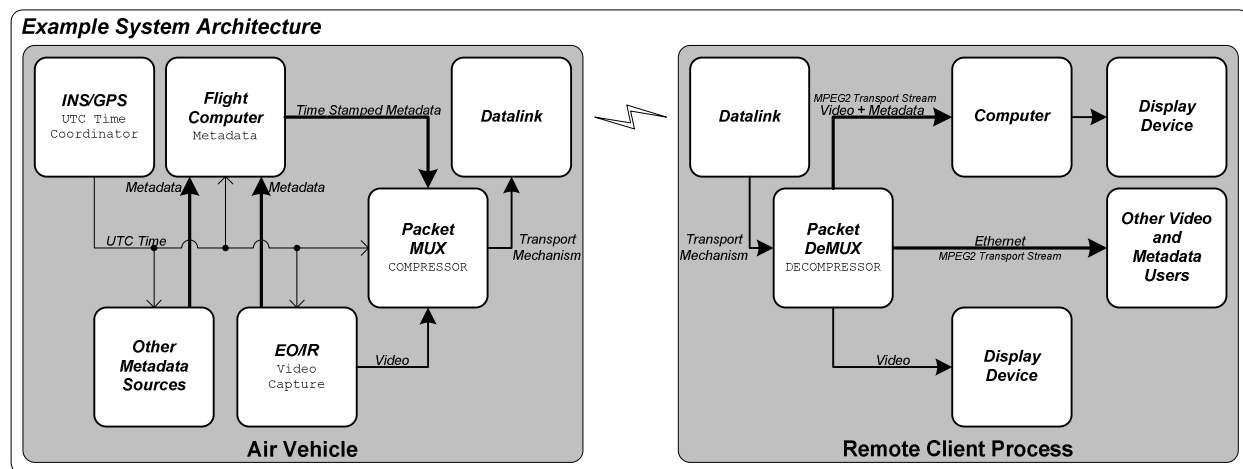 Example System Architecture
INS/GPS
UTC Time
Coordinator
Flight
Computer
Metadata
Time Stamped Metadata
Datalink
Metadata
Metadata
UTC Time
Packet
MUX
COMPRESSOR
Transport
Mechanism
Other
Metadata
Sources
EO/IR
Video
Capture
Video
Air Vehicle
Datalink
MPEG2 Transport Stream
Video + Metadata
Computer
Display
Device
Transport
Mechanism
Packet
DeMUX
DECOMPRESSOR
Ethernet
MPEG2 Transport Stream
Other Video
and
Metadata
Users
Video
Display
Device
Remote Client Process